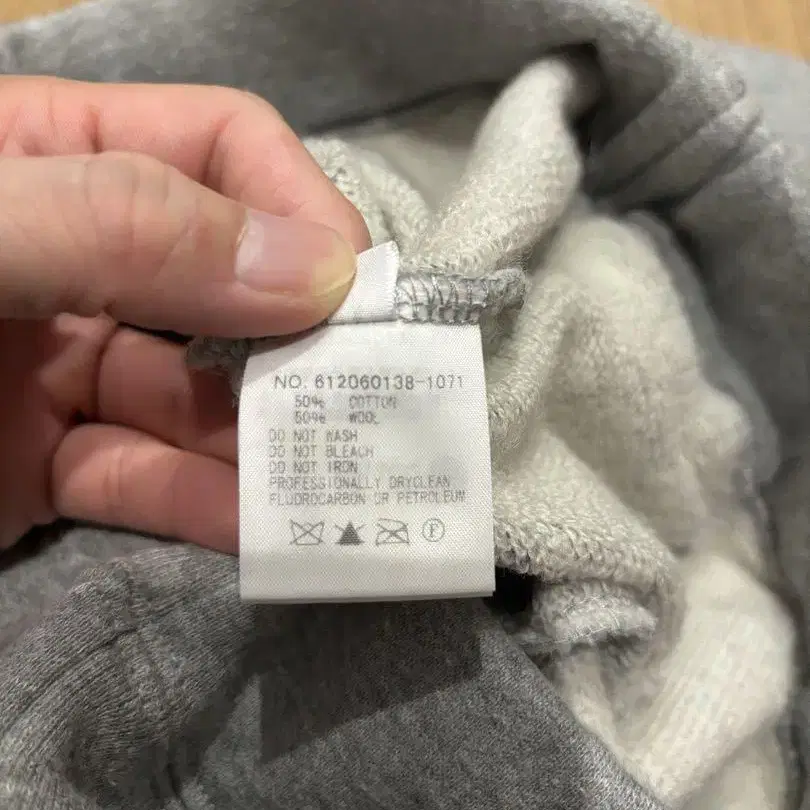 NO. 612060138-1071
50% COTTON
50% WOOL
DO NOT WASH
DO NOT BLEACH
DO NOT IRON
PROFESSIONALLY DRYCLEAN
FLUOROCARBON OR PETROLEUM
F